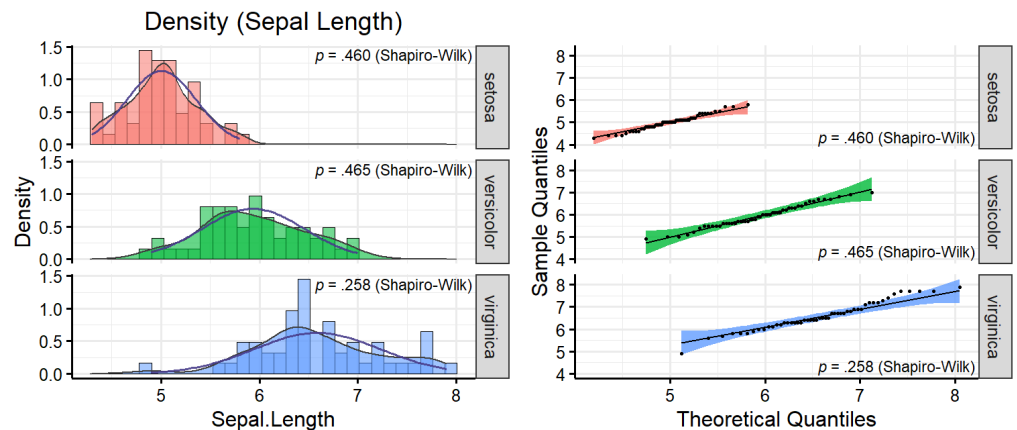 Density (Sepal Length)
Density
1.5
1.0
0.5
0.0
p = .460 (Shapiro-Wilk)
setosa
1.5
1.0
0.5
0.0
p = .465 (Shapiro-Wilk)
versicolor
1.5
1.0
0.5
0.0
p = .258 (Shapiro-Wilk)
virginica
5 6 7 8
Sepal.Length
Sample Quantiles
8
7
6
5
4
p = .460 (Shapiro-Wilk)
setosa
8
7
6
5
4
p = .465 (Shapiro-Wilk)
versicolor
8
7
6
5
4
p = .258 (Shapiro-Wilk)
virginica
5 6 7 8
Theoretical Quantiles